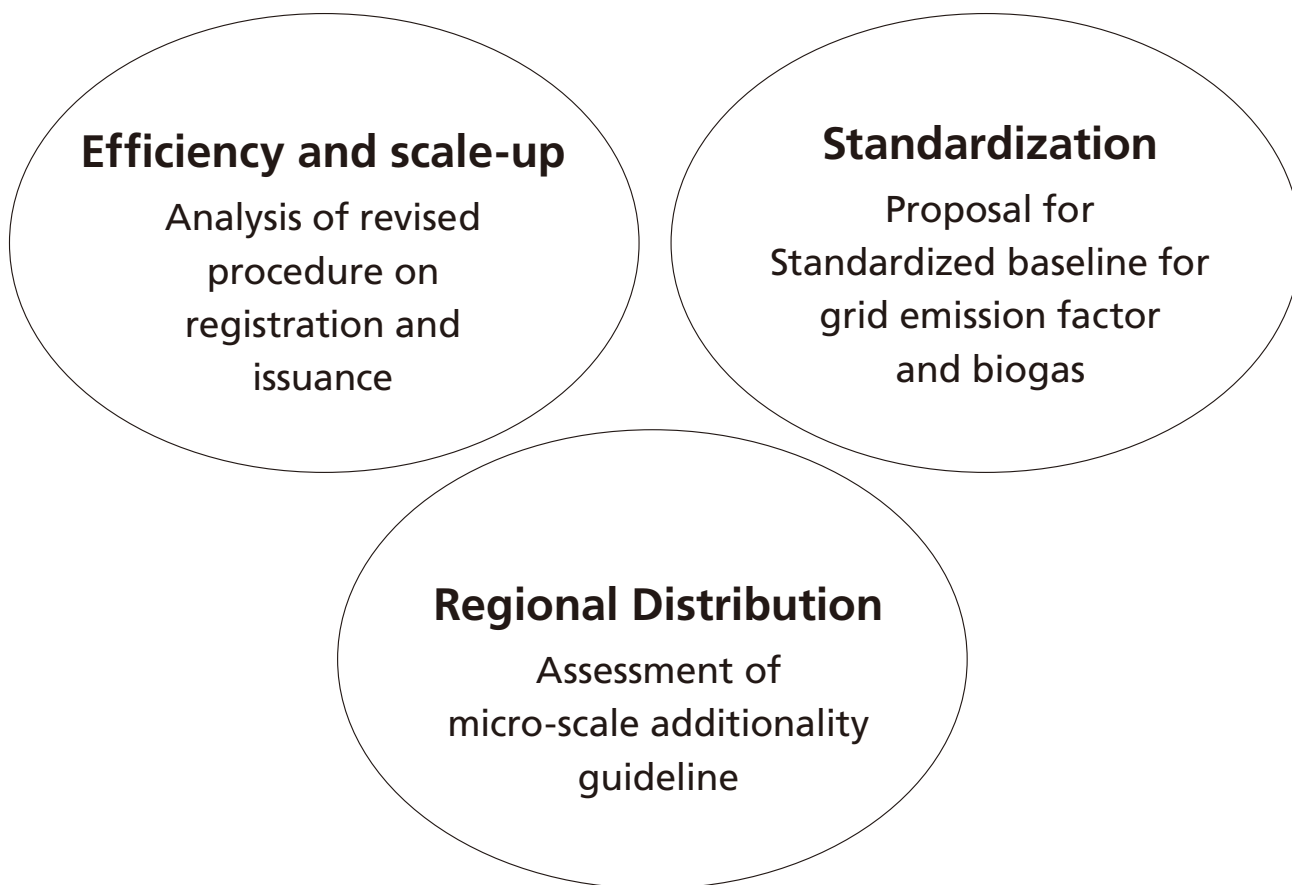 Efficiency and scale-up
Analysis of revised
procedure on
registration and
issuance
Standardization
Proposal for
Standardized baseline for
grid emission factor
and biogas
Regional Distribution
Assessment of
micro-scale additionality
guideline